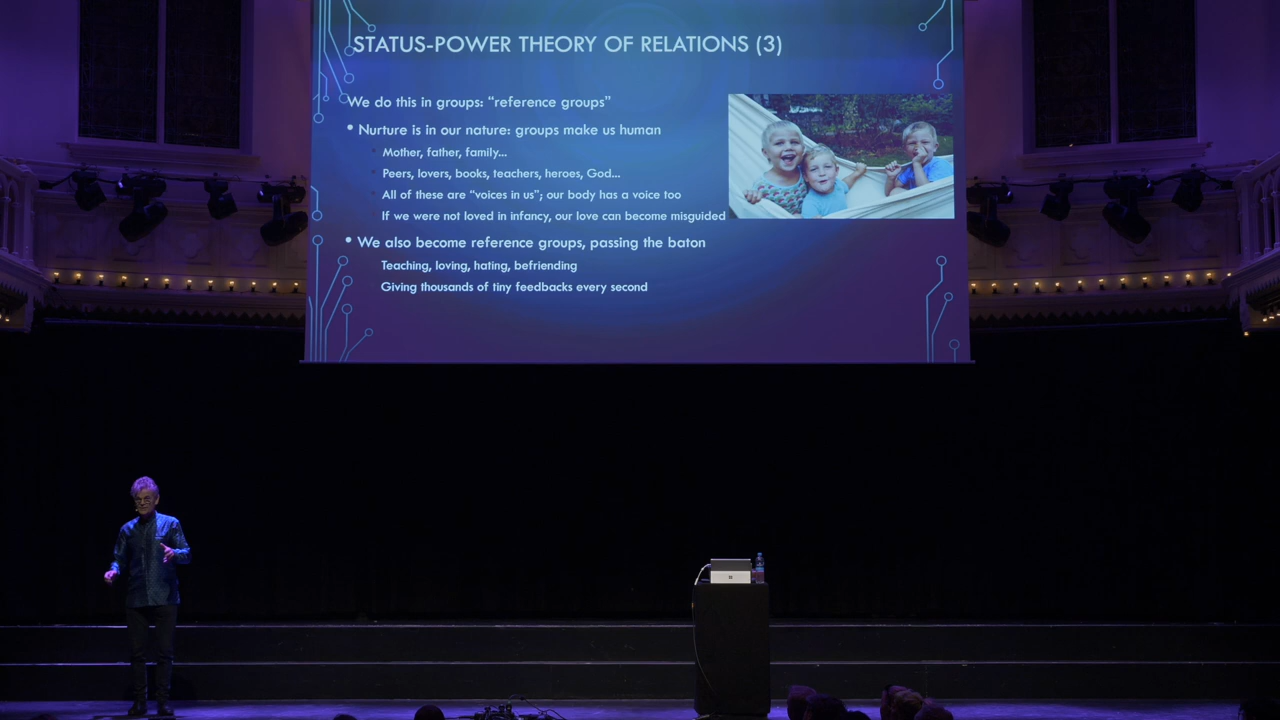 STATUS-POWER THEORY OF RELATIONS (3)
We do this in groups: “reference groups”
• Nurture is in our nature: groups make us human
Mother, father, family...
Peers, lovers, books, teachers, heroes, God...
All of these are “voices in us”; our body has a voice too
If we were not loved in infancy, our love can become misguided
• We also become reference groups, passing the baton
Teaching, loving, hating, befriending
Giving thousands of tiny feedbacks every second